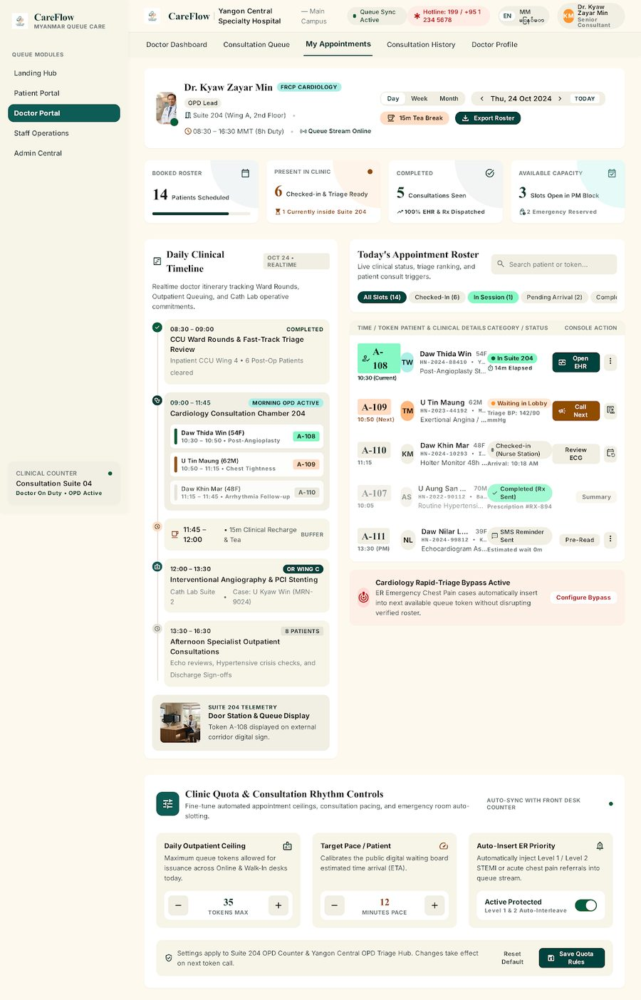 CareFlow
MYANMAR QUEUE CARE
QUEUE MODULES
Landing Hub
Patient Portal
Doctor Portal
Staff Operations
Admin Central
CLINICAL COUNTER
Consultation Suite 04
Doctor On Duty • OPD Active
CareFlow
Yangon Central
Specialty Hospital
— Main
Campus
Queue Sync
Active
Hotline: 199 / +95 1
234 5678
EN
MM
KM
Dr. Kyaw
Zayar Min
Senior
Consultant
Doctor Dashboard
Consultation Queue
My Appointments
Consultation History
Doctor Profile
Dr. Kyaw Zayar Min
FRCP CARDIOLOGY
OPD Lead
Suite 204 (Wing A, 2nd Floor)
08:30 – 16:30 MMT (8h Duty)
Queue Stream Online
Day
Week
Month
Thu, 24 Oct 2024
TODAY
15m Tea Break
Export Roster
BOOKED ROSTER
14 Patients Scheduled
PRESENT IN CLINIC
6 Checked-in & Triage Ready
1 Currently inside Suite 204
COMPLETED
5 Consultations Seen
100% EHR & Rx Dispatched
AVAILABLE CAPACITY
3 Slots Open in PM Block
2 Emergency Reserved
Daily Clinical
Timeline
OCT 24 •
REALTIME
Realtime doctor itinerary tracking Ward Rounds,
Outpatient Queuing, and Cath Lab operative
commitments.
08:30 – 09:00
COMPLETED
CCU Ward Rounds & Fast-Track Triage
Review
Inpatient CCU Wing 4 • 6 Post-Op Patients
cleared
09:00 – 11:45
MORNING OPD ACTIVE
Cardiology Consultation Chamber 204
Daw Thida Win (54F)
10:30 – 10:50 • Post-Angioplasty
A-108
U Tin Maung (62M)
10:50 – 11:15 • Chest Tightness
A-109
Daw Khin Mar (48F)
11:15 – 11:45 • Arrhythmia Follow-up
A-110
11:45 –
12:00
• 15m Clinical Recharge
& Tea
BUFFER
12:00 – 13:30
OR WING C
Interventional Angiography & PCI Stenting
Cath Lab Suite
2
•
Case: U Kyaw Win (MRN-
9024)
13:30 – 16:30
8 PATIENTS
Afternoon Specialist Outpatient
Consultations
Echo reviews, Hypertensive crisis checks, and
Discharge Sign-offs
SUITE 204 TELEMETRY
Door Station & Queue Display
Token A-108 displayed on external
corridor digital sign.
Today's Appointment Roster
Live clinical status, triage ranking, and
patient consult triggers.
Search patient or token...
All Slots (14)
Checked-In (6)
In Session (1)
Pending Arrival (2)
Comple
TIME / TOKEN
PATIENT & CLINICAL DETAILS
CATEGORY / STATUS
CONSOLE ACTION
A-
108
10:30 (Current)
TW
Daw Thida Win 54F
HN-2024-88410 • Y...
Post-Angioplasty St...
In Suite 204
14m Elapsed
Open
EHR
A-109
10:50 (Next)
TM
U Tin Maung 62M
HN-2023-44192 • M...
Exertional Angina / ...
Waiting in Lobby
Triage BP: 142/90
mmHg
Call
Next
A-110
11:15
KM
Daw Khin Mar 48F
HN-2024-10293 • I...
Holter Monitor 48h ...
Checked-in
(Nurse Station)
Arrival: 10:18 AM
Review
ECG
A-107
10:05
AS
U Aung San ... 70M
HN-2022-90112 • Ba...
Routine Hypertensi...
Completed (Rx
Sent)
Prescription #RX-894
Summary
A-111
13:30 (PM)
NL
Daw Nilar L... 39F
HN-2024-99812 • K...
Echocardiogram As...
SMS Reminder
Sent
Estimated wait 0m
Pre-Read
Cardiology Rapid-Triage Bypass Active
ER Emergency Chest Pain cases automatically insert
into next available queue token without disrupting
verified roster.
Configure Bypass
Clinic Quota & Consultation Rhythm Controls
Fine-tune automated appointment ceilings, consultation pacing, and emergency room auto-
slotting.
AUTO-SYNC WITH FRONT DESK
COUNTER
Daily Outpatient Ceiling
Maximum queue tokens allowed for
issuance across Online & Walk-In desks
today.
−
35
TOKENS MAX
+
Target Pace / Patient
Calibrates the public digital waiting board
estimated time arrival (ETA).
−
12
MINUTES PACE
+
Auto-Insert ER Priority
Automatically inject Level 1 / Level 2
STEMI or acute chest pain referrals into
queue stream.
Active Protected
Level 1 & 2 Auto-Interleave
Settings apply to Suite 204 OPD Counter & Yangon Central OPD Triage Hub. Changes take effect
on next token call.
Reset
Default
Save Quota
Rules